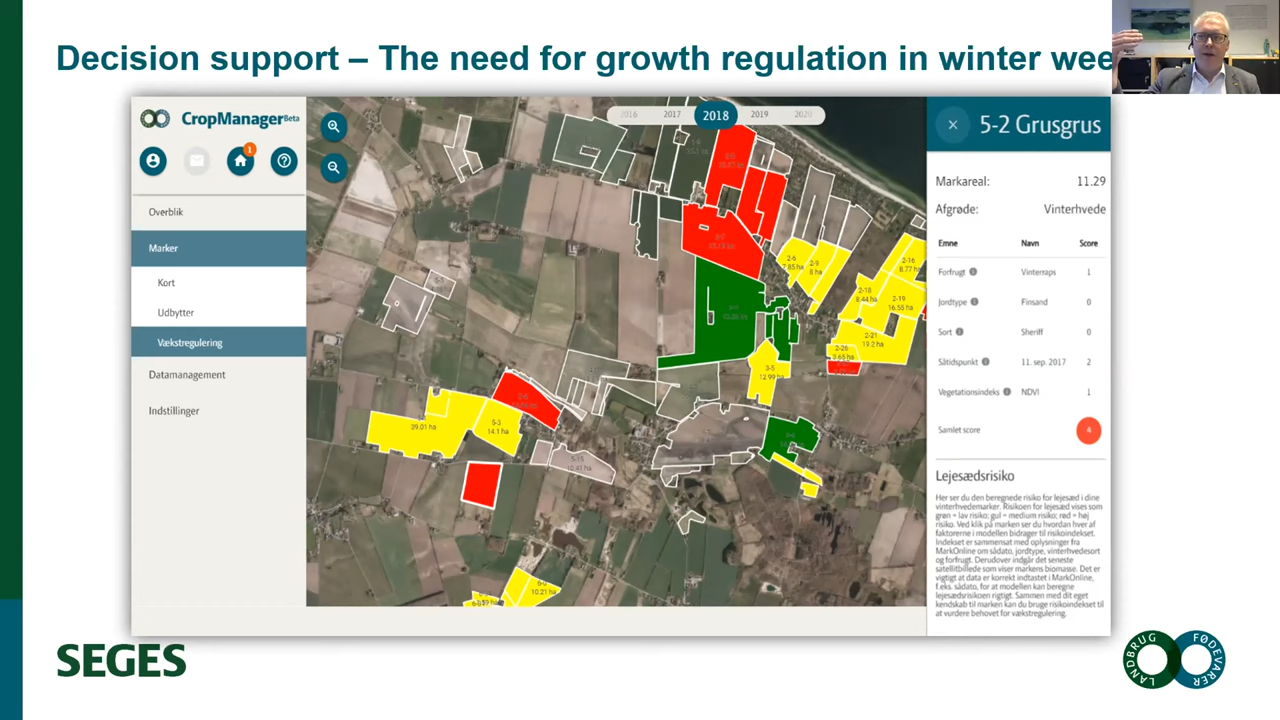 Decision support – The need for growth regulation in winter wee
CropManager Beta
1
Overblik
Marker
Kort
Udbytter
Vækstregulering
Datamanagement
Indstillinger
2016 2017 2018 2019 2020
2-6
7.85 ha
2-9
8 ha
2-16
8.77 ha
2-18
8.44 ha
2-19
16.55 ha
2-21
19.2 ha
2-26
3.65 ha
3-5
12.99 ha
39.01 ha
5-3
14.1 ha
5-15
10.41 ha
6-0
10.21 ha
5-2 Grusgrus
Markareal: 11.29
Afgrøde: Vinterhvede
Emne Navn Score
Forfrugt Vinterraps 1
Jordtype Finsand 0
Sort Sheriff 0
Såtidspunkt 11. sep. 2017 2
Vegetationsindeks NDVI 1
Samlet score 4
Lejesædsrisiko
Her ser du den beregnede risiko for lejesæd i dine
vinterhvedemarker. Risikoen for lejesæd vises som
grøn = lav risiko; gul = medium risiko; rød = høj
risiko. Ved klik på marken ser du hvordan hver af
faktorerne i modellen bidrager til risikoindekset.
Indekset er sammensat med oplysninger fra
MarkOnline om sådato, jordtype, vinterhvedesort
og forfrugt. Derudover indgår det seneste
satellitbillede som viser markens biomasse. Det er
vigtigt at data er korrekt indtastet i MarkOnline,
f.eks. sådato, for at modellen kan beregne
lejesædsrisikoen rigtigt. Sammen med dit eget
kendskab til marken kan du bruge risikoindekset til
at vurdere behovet for vækstregulering.
SEGES
LANDBRUG FØDEVARER